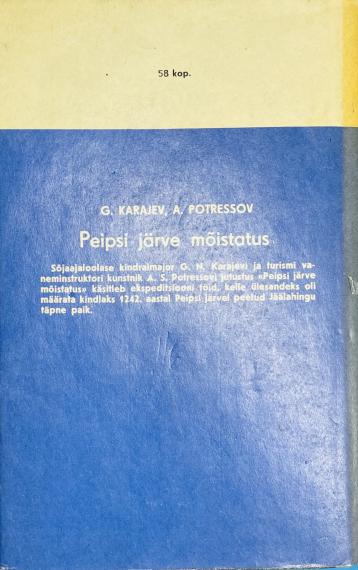 58 kop.
G. KARAJEV, A. POTRESSOV
Peipsi järve mõistatus
Sõjaajaloolase kindralmajor G. N. Karajevi ja turismi va-
neminstruktori kunstnik A. S. Potressovi jutustus «Peipsi järve
mõistatus» käsitleb ekspeditsiooni töid, kelle ülesandeks oli
määrata kindlaks 1242. aastal Peipsi järvel peetud Jäälahingu
täpne paik.